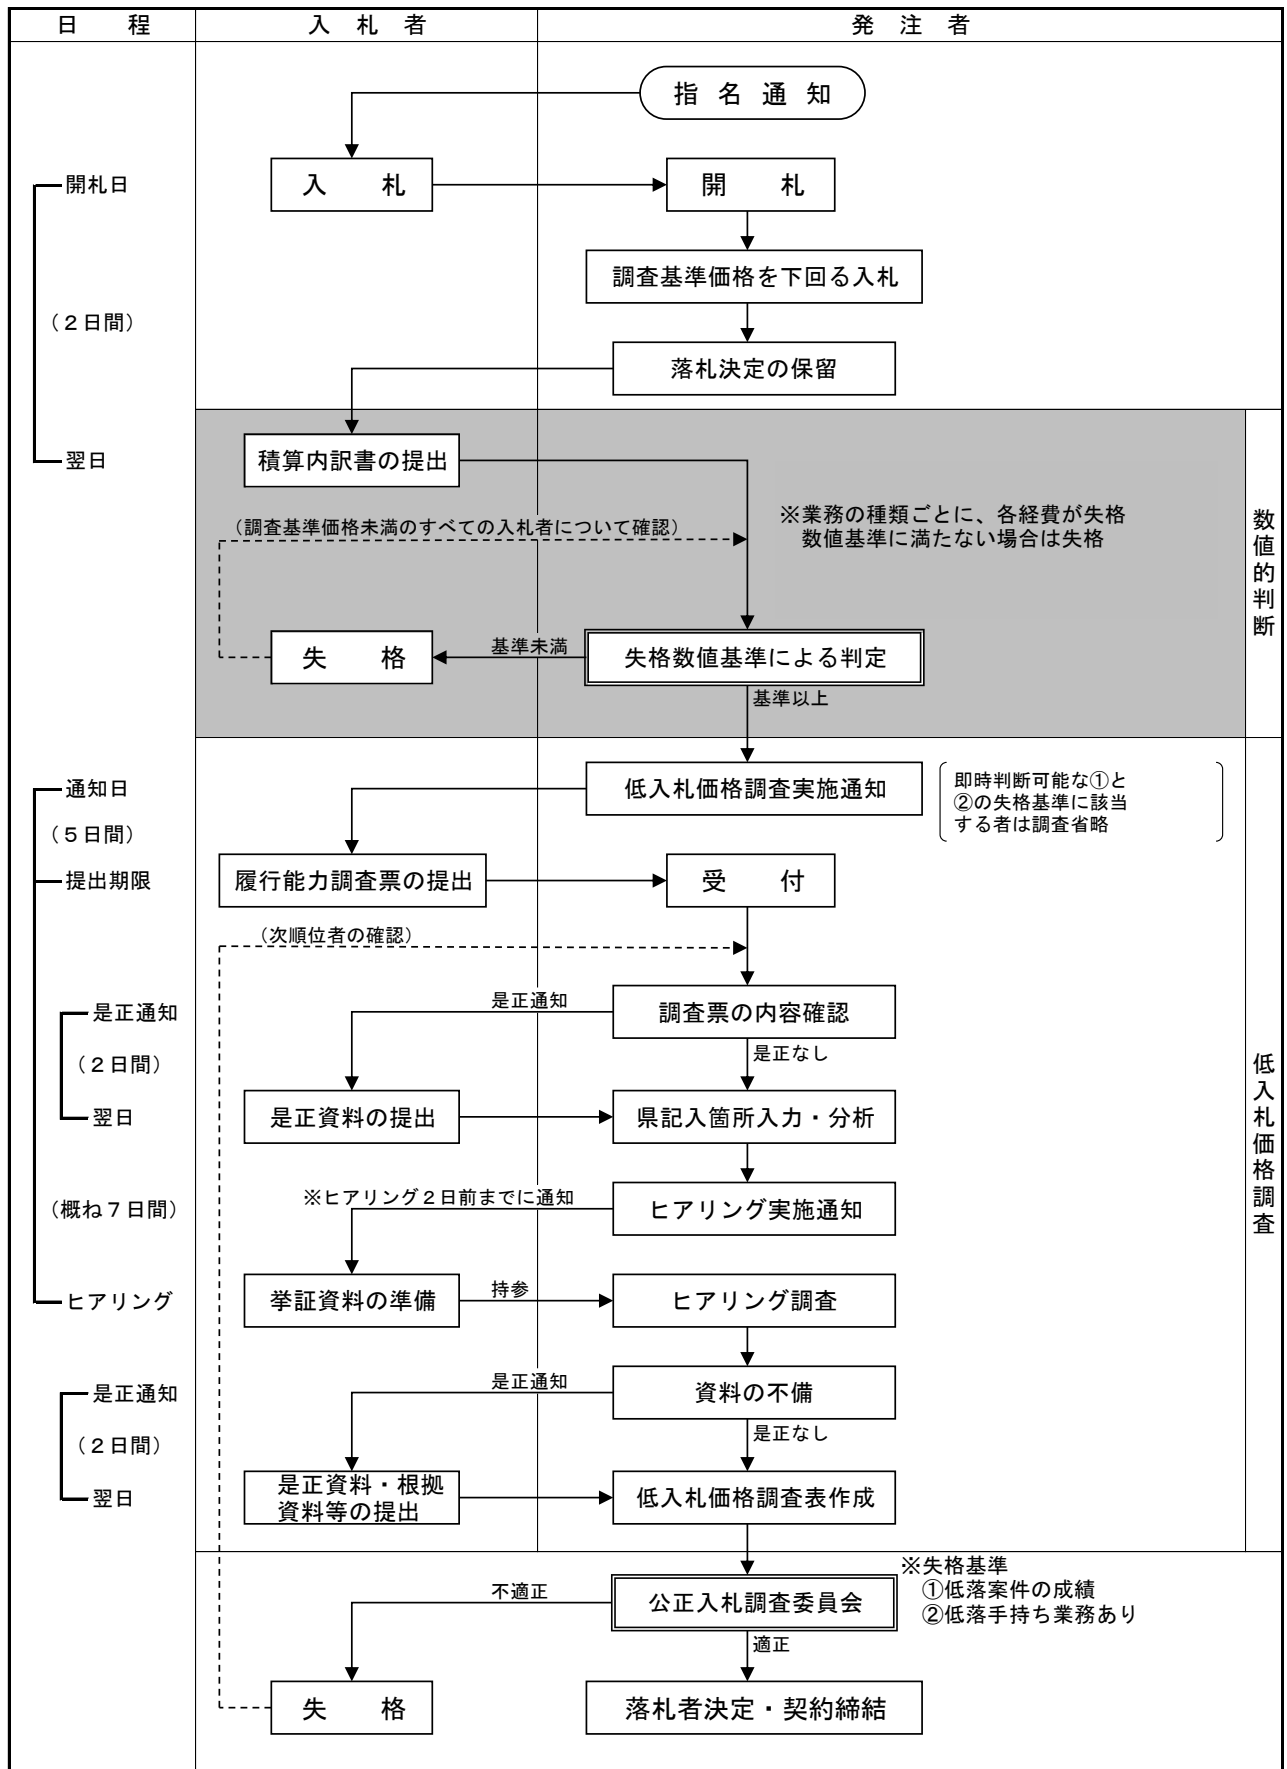 日　程
入　札　者
発　注　者
指　名　通　知
開札日
入　札
開　札
調査基準価格を下回る入札
（２日間）
落札決定の保留
翌日
積算内訳書の提出
（調査基準価格未満のすべての入札者について確認）
※業務の種類ごとに、各経費が失格
数値基準に満たない場合は失格
数値的判断
失　格
基準未満
失格数値基準による判定
基準以上
通知日
低入札価格調査実施通知
即時判断可能な①と
②の失格基準に該当
する者は調査省略
（５日間）
提出期限
履行能力調査票の提出
受　付
（次順位者の確認）
是正通知
是正通知
調査票の内容確認
（２日間）
是正なし
翌日
是正資料の提出
県記入箇所入力・分析
低入札価格調査
（概ね７日間）
※ヒアリング２日前までに通知
ヒアリング実施通知
ヒアリング
挙証資料の準備
持参
ヒアリング調査
是正通知
是正通知
資料の不備
（２日間）
是正なし
翌日
是正資料・根拠
資料等の提出
低入札価格調査表作成
不適正
公正入札調査委員会
※失格基準
①低落案件の成績
②低落手持ち業務あり
適正
失　格
落札者決定・契約締結